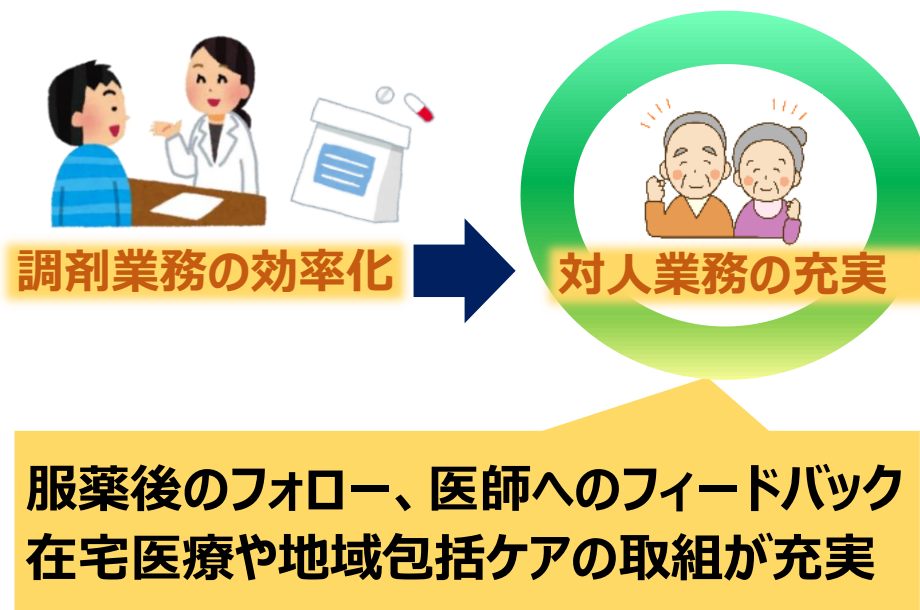 調剤業務の効率化
対人業務の充実
服薬後のフォロー、医師へのフィードバック
在宅医療や地域包括ケアの取組が充実